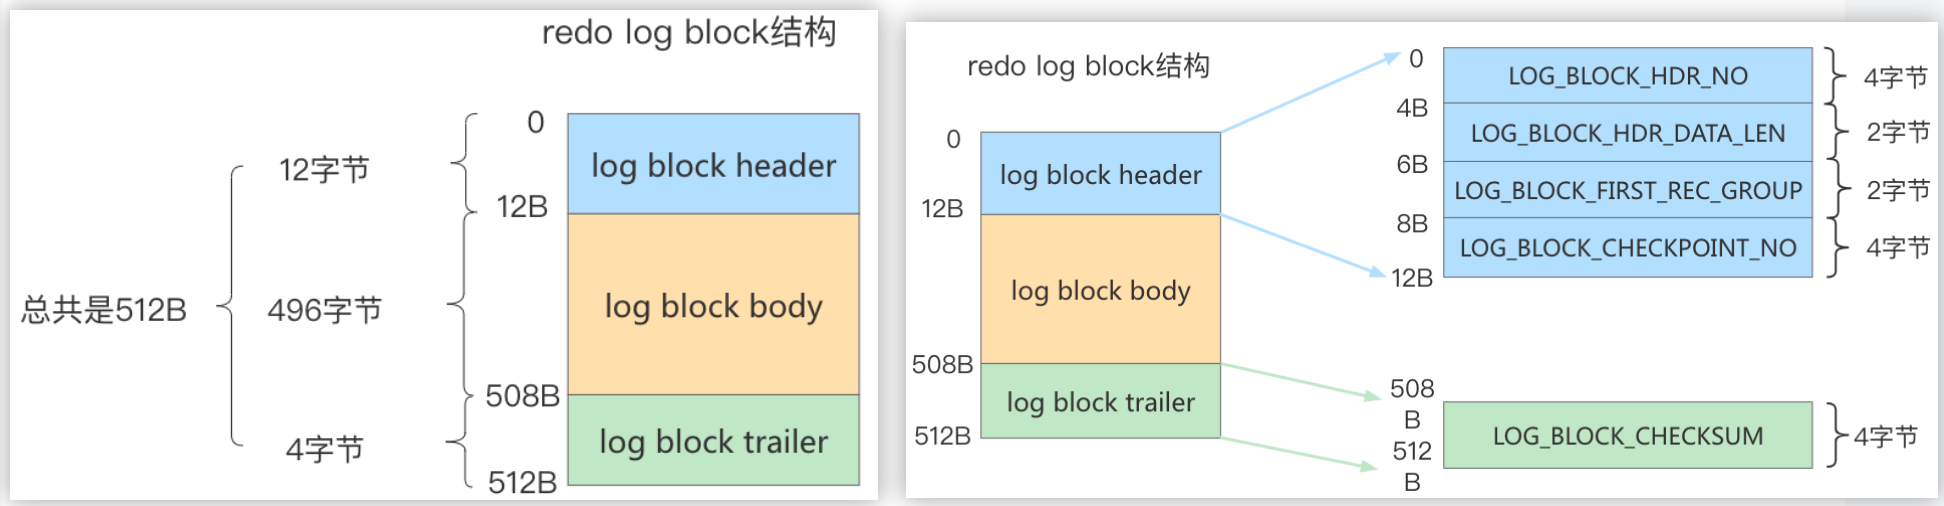 redo log block结构
0
12字节
log block header
12B
总共是512B
496字节
log block body
508B
4字节
log block trailer
512B
redo log block结构
0
log block header
12B
log block body
508B
log block trailer
512B
0
LOG_BLOCK_HDR_NO
4字节
4B
LOG_BLOCK_HDR_DATA_LEN
2字节
6B
LOG_BLOCK_FIRST_REC_GROUP
2字节
8B
LOG_BLOCK_CHECKPOINT_NO
4字节
12B
508
B
LOG_BLOCK_CHECKSUM
4字节
512
B